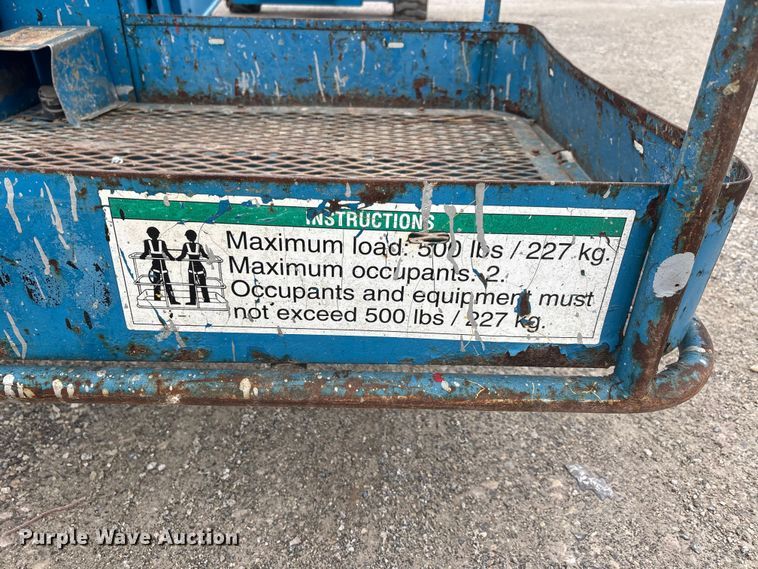 INSTRUCTIONS
Maximum load: 500 lbs / 227 kg.
Maximum occupants: 2.
Occupants and equipment must
not exceed 500 lbs / 227 kg.
Purple Wave Auction